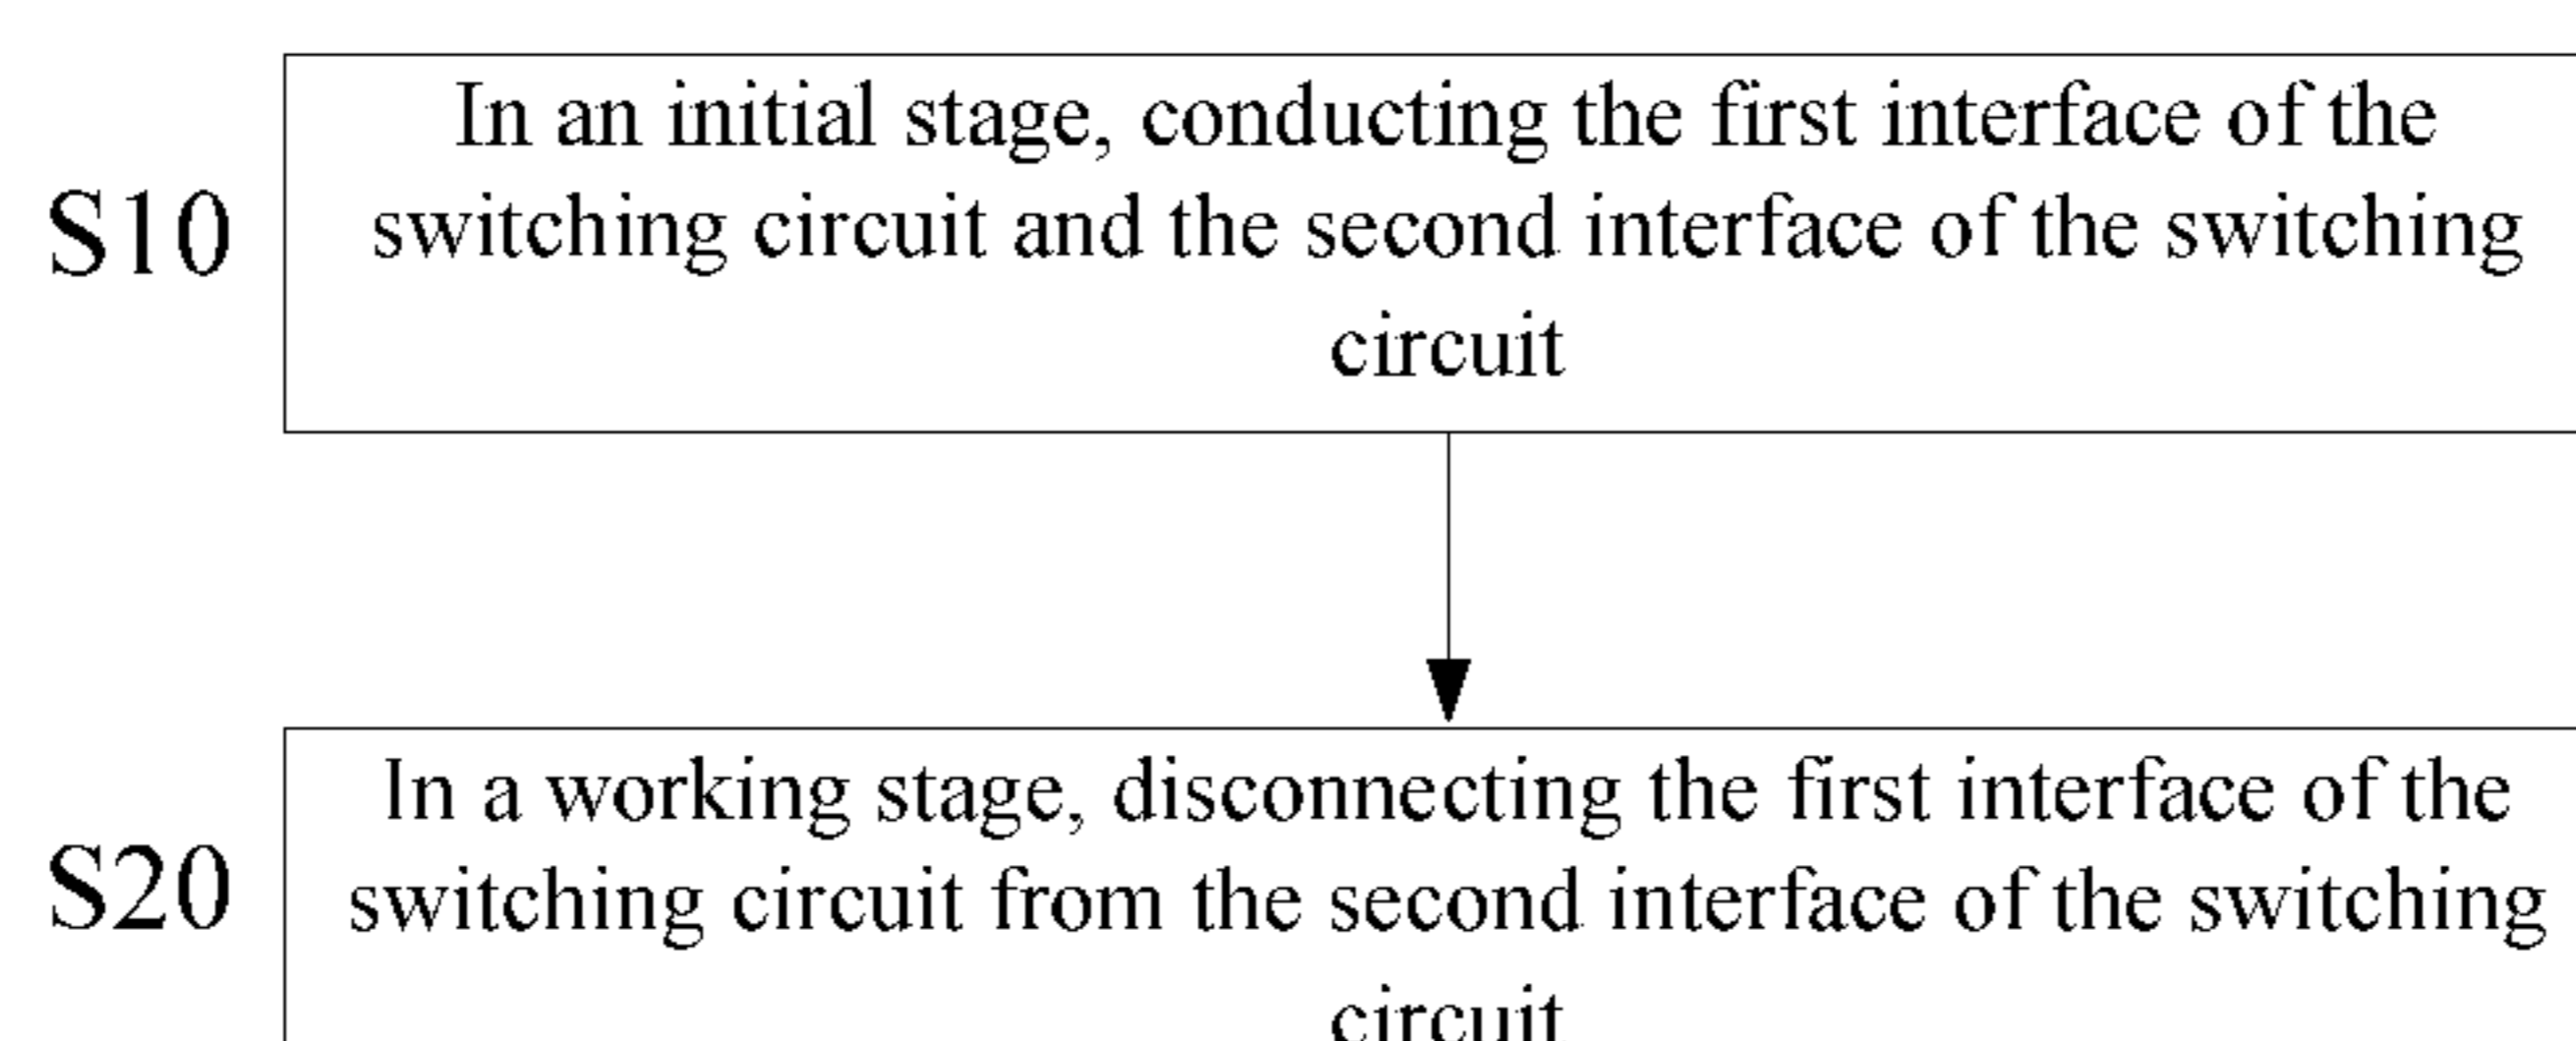 In an initial stage, conducting the first interface of the
S10
switching circuit and the second interface of the switching
circuit
In a working stage, disconnecting the first interface of the
S20
switching circuit from the second interface of the switching
circuit